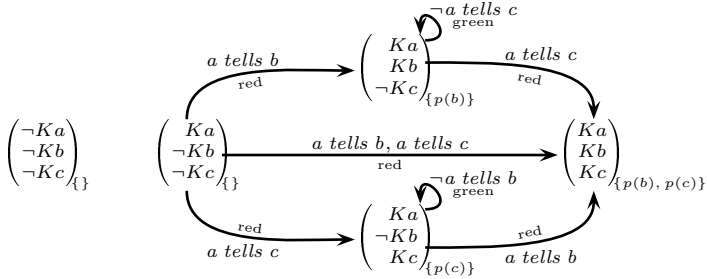 ¬a tells c
green
a tells b
red
Ka
Kb
¬Kc
{p(b)}
a tells c
red
¬Ka
¬Kb
¬Kc
{}
Ka
¬Kb
¬Kc
{}
a tells b, a tells c
red
Ka
Kb
Kc
{p(b), p(c)}
¬a tells b
green
red
a tells c
Ka
¬Kb
Kc
{p(c)}
red
a tells b